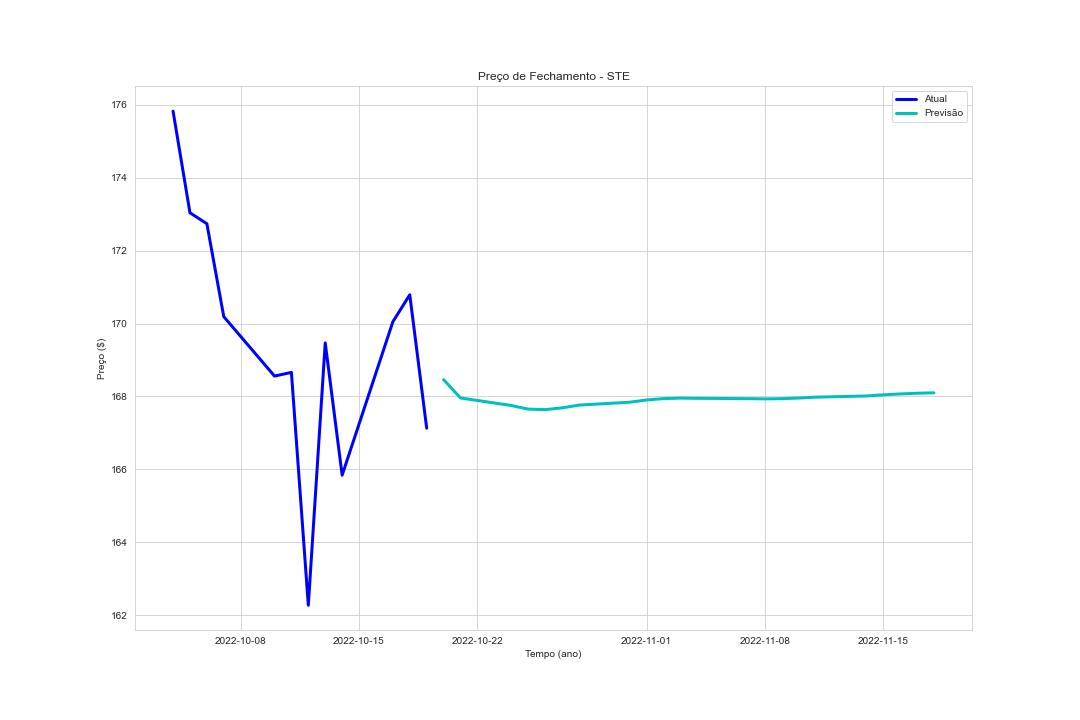 Preço de Fechamento - STE
Atual
Previsão
Preço ($)
176
174
172
170
168
166
164
162
2022-10-08
2022-10-15
2022-10-22
2022-11-01
2022-11-08
2022-11-15
Tempo (ano)